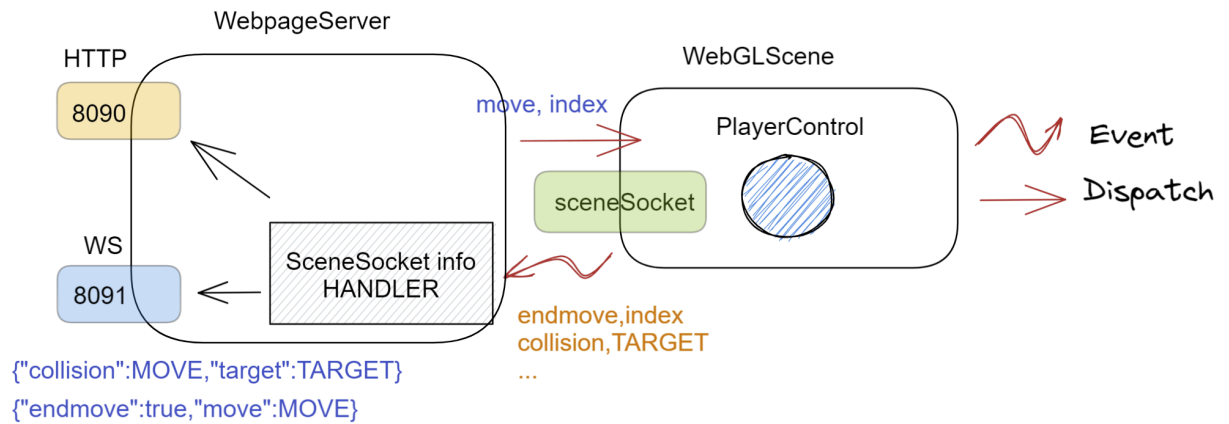 WebpageServer
HTTP
8090
WS
8091
SceneSocket info
HANDLER
{"collision":MOVE,"target":TARGET}
{"endmove":true,"move":MOVE}
move, index
endmove,index
collision,TARGET
...
WebGLScene
PlayerControl
sceneSocket
Event
Dispatch